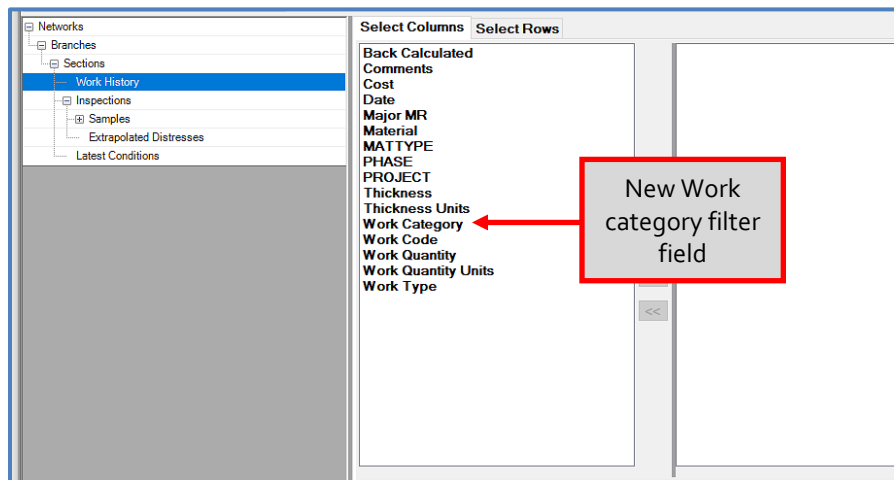 Networks
Branches
Sections
Work History
Inspections
Samples
Extrapolated Distresses
Latest Conditions
Select Columns Select Rows
Back Calculated
Comments
Cost
Date
Major MR
Material
MATTYPE
PHASE
PROJECT
Thickness
Thickness Units
Work Category
Work Code
Work Quantity
Work Quantity Units
Work Type
New Work
category filter
field
<<